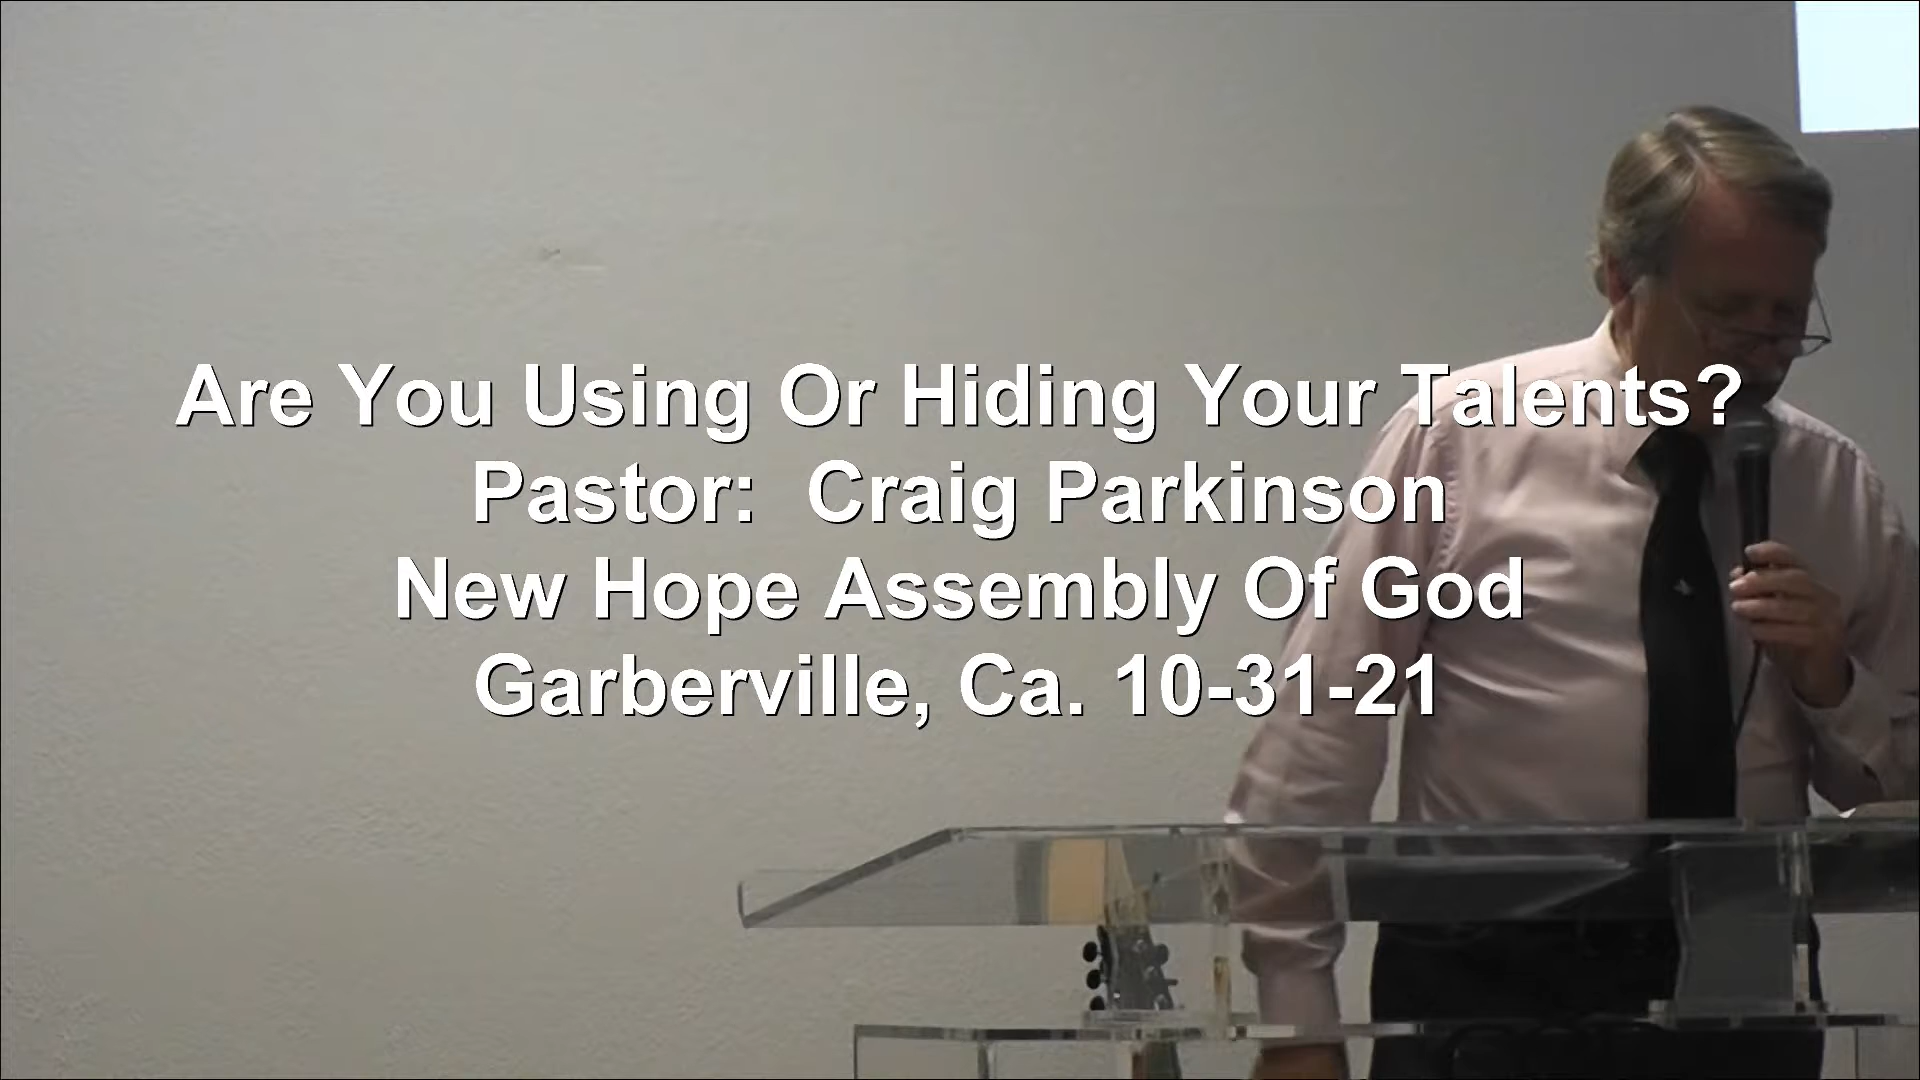 Are You Using Or Hiding Your Talents?
Pastor:  Craig Parkinson
New Hope Assembly Of God
Garberville, Ca. 10-31-21